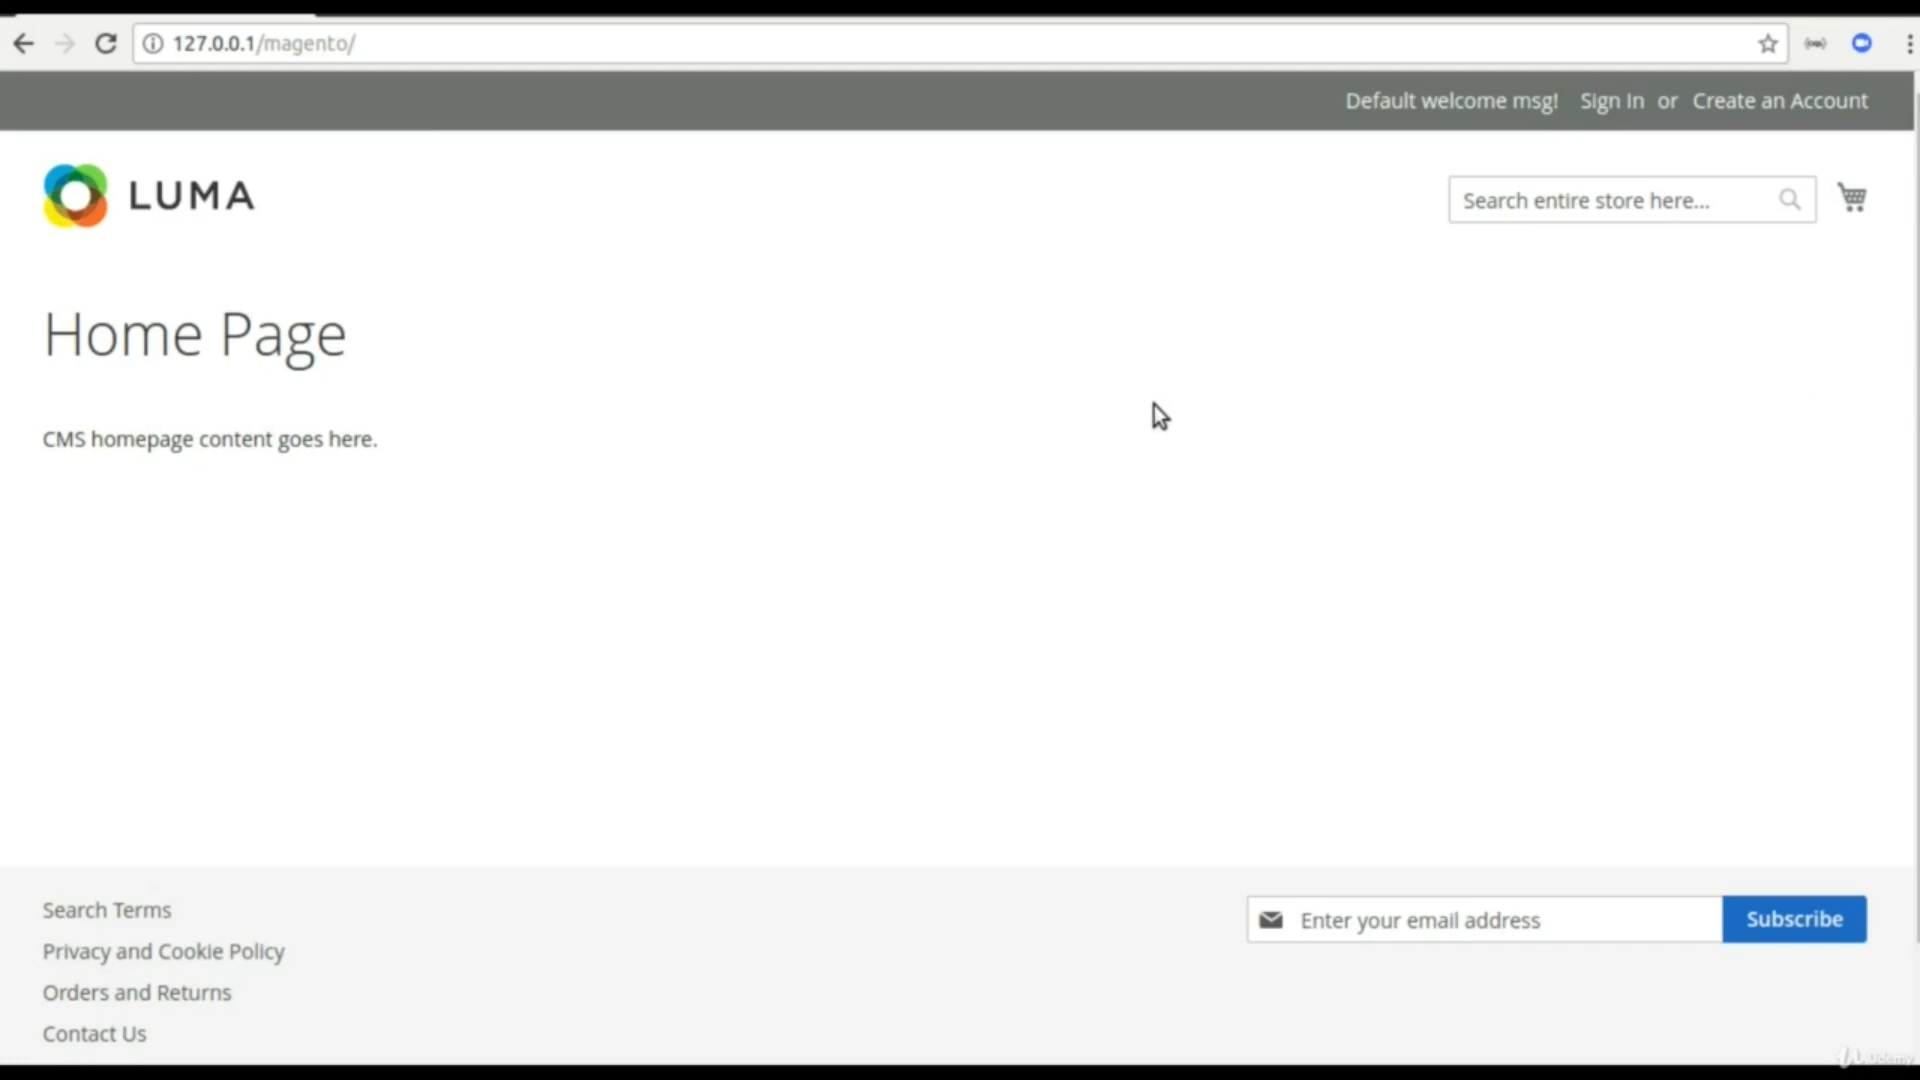 127.0.0.1/magento/
Default welcome msg! Sign In or Create an Account
LUMA
Search entire store here...
Home Page
CMS homepage content goes here.
Search Terms
Enter your email address
Subscribe
Privacy and Cookie Policy
Orders and Returns
Contact Us
Udemy